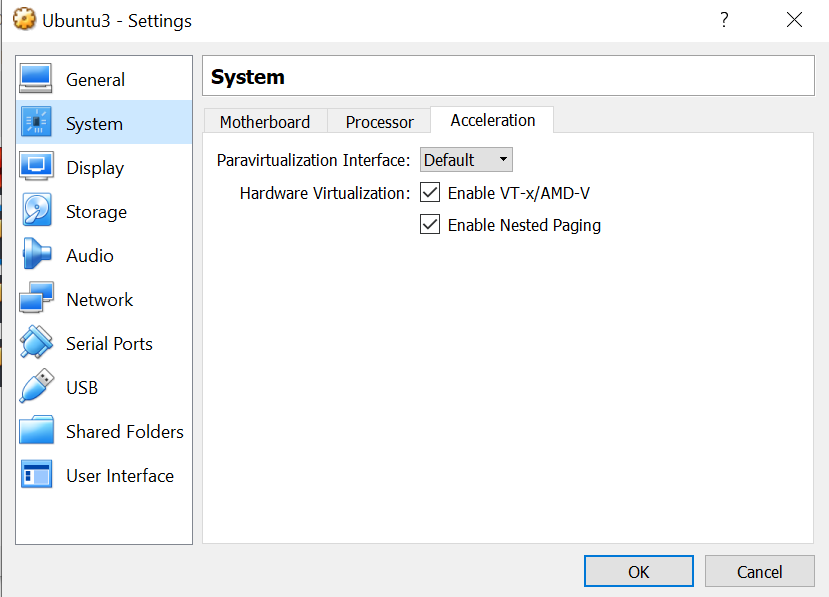 Ubuntu3 - Settings
?
General
System
Display
Storage
Audio
Network
Serial Ports
USB
Shared Folders
User Interface
System
Motherboard Processor Acceleration
Paravirtualization Interface: Default
Hardware Virtualization: Enable VT-x/AMD-V
Enable Nested Paging
OK Cancel